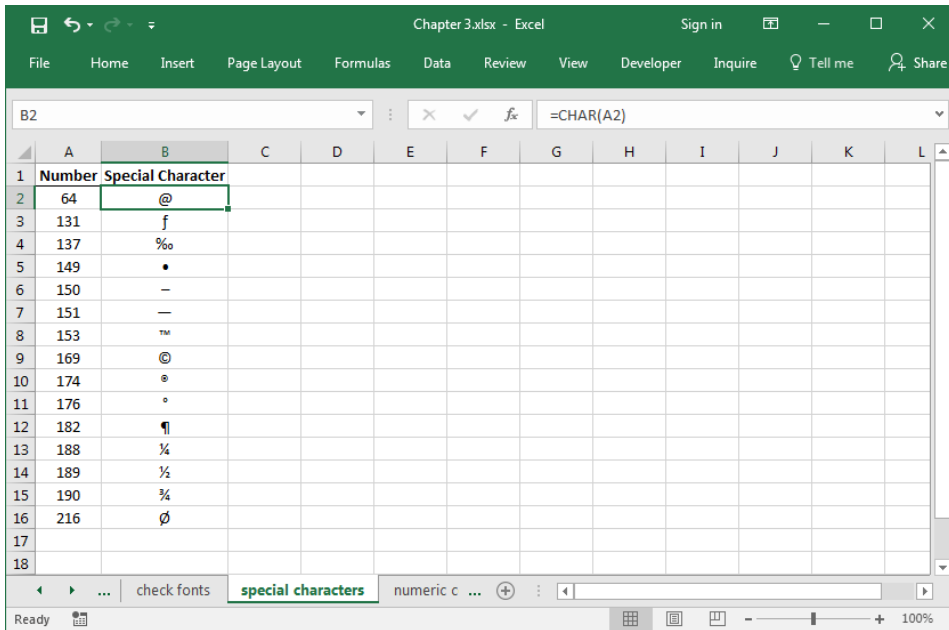 Chapter 3.xlsx - Excel Sign in
File Home Insert Page Layout Formulas Data Review View Developer Inquire Tell me Share
B2 fx =CHAR(A2)
A B C D E F G H I J K L
1 Number Special Character
2 64 @
3 131 ƒ
4 137 ‰
5 149 •
6 150 –
7 151 —
8 153 ™
9 169 ©
10 174 ®
11 176 °
12 182 ¶
13 188 ¼
14 189 ½
15 190 ¾
16 216 Ø
17
18
... check fonts special characters numeric c ...
Ready 100%